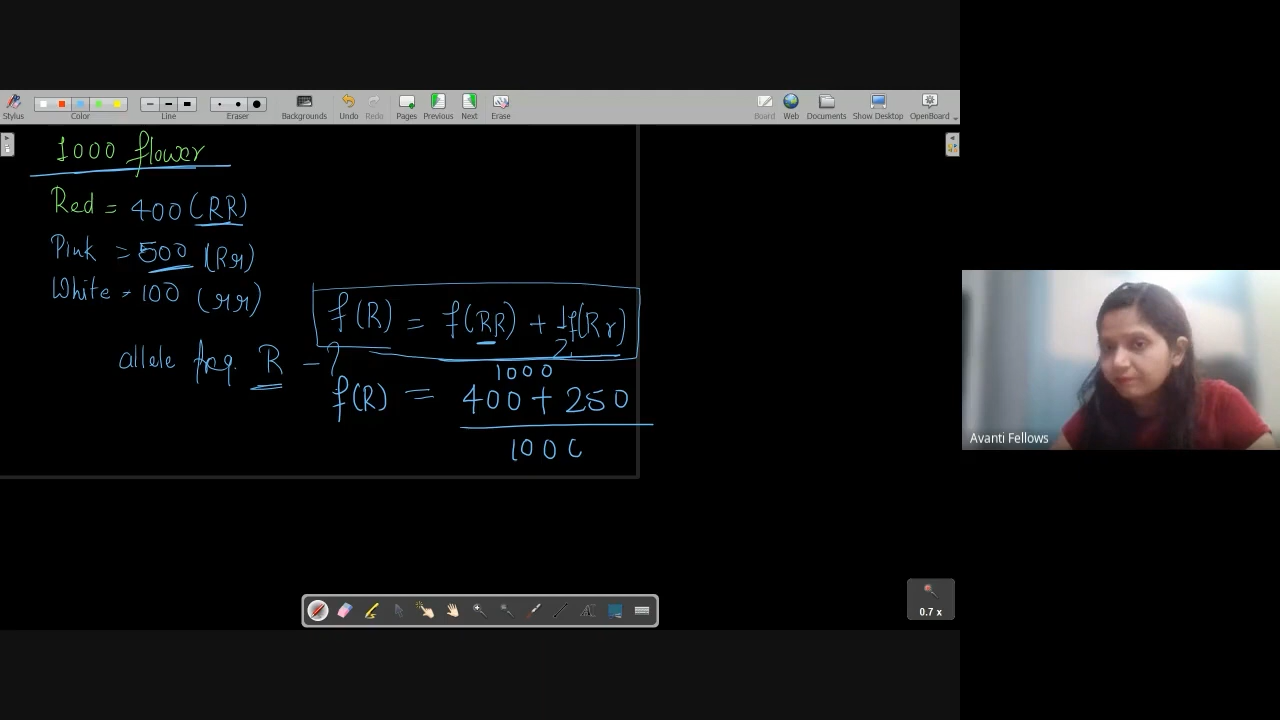 Stylus
Color
Line
Eraser
Backgrounds
Undo
Redo
Pages
Previous
Next
Erase
Board
Web
Documents
Show Desktop
OpenBoard
1000 flower
Red = 400 (RR)
Pink = 500 (Rr)
White - 100 (rr)
f(R) = f(RR) + 1/2 f(Rr)
1000
allele freq. R - ?
f(R) = 400 + 250
1000
Avanti Fellows
0.7 x